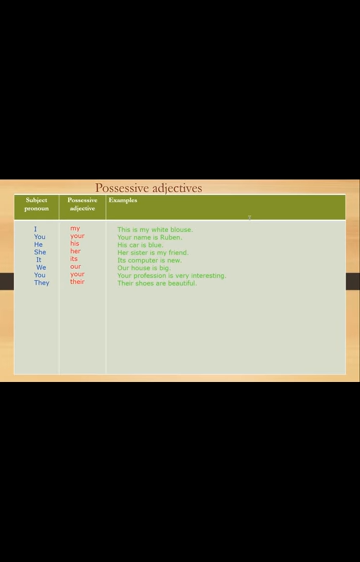 Possessive adjectives
Subject pronoun Possessive adjective Examples
I my This is my white blouse.
You your Your name is Ruben.
He his His car is blue.
She her Her sister is my friend.
It its Its computer is new.
We our Our house is big.
You your Your profession is very interesting.
They their Their shoes are beautiful.